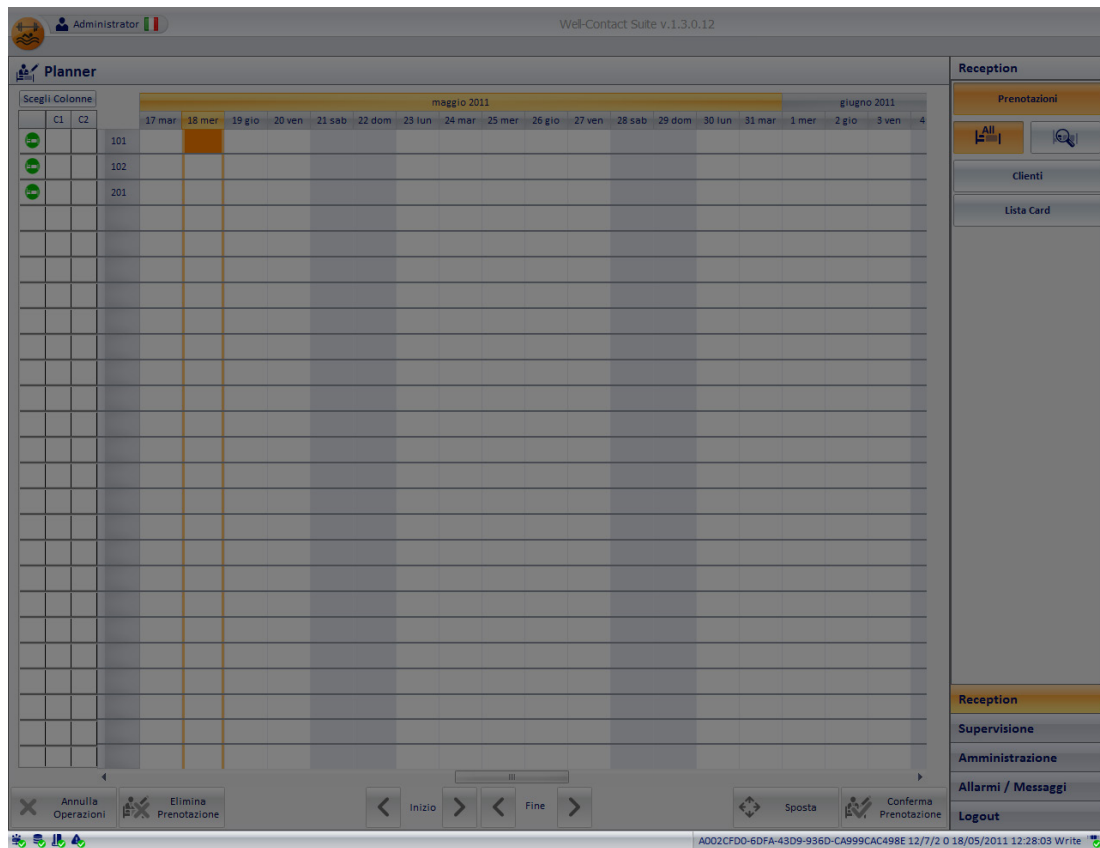 Administrator
Well-Contact Suite v.1.3.0.12
Planner
Scegli Colonne
maggio 2011 giugno 2011
C1 C2 17 mar 18 mer 19 gio 20 ven 21 sab 22 dom 23 lun 24 mar 25 mer 26 gio 27 ven 28 sab 29 dom 30 lun 31 mar 1 mer 2 gio 3 ven 4
101
102
201
Annulla
Operazioni
Elimina
Prenotazione
Inizio
Fine
Sposta
Conferma
Prenotazione
Reception
Prenotazioni
All
Clienti
Lista Card
Reception
Supervisione
Amministrazione
Allarmi / Messaggi
Logout
A002CFD0-6DFA-43D9-936D-CA999CAC498E 12/7/2 0 18/05/2011 12:28:03 Write